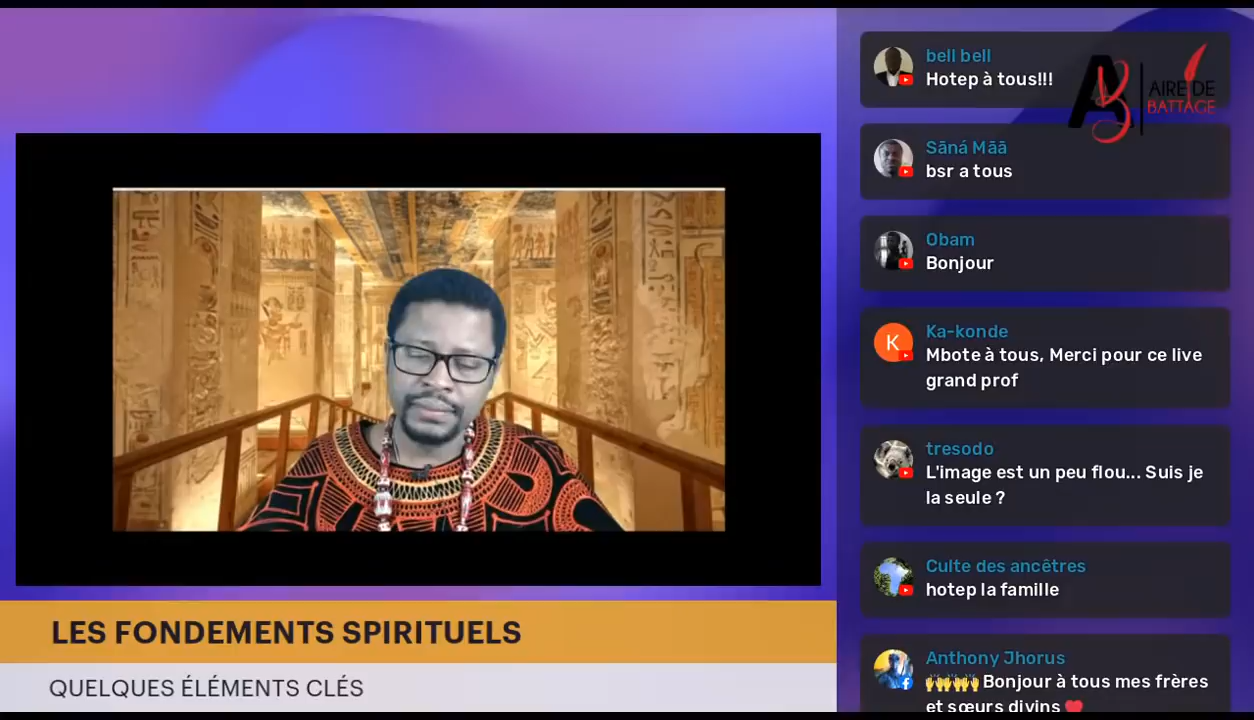 bell bell
Hotep à tous!!!
AIRE DE
BATTAGE
Sāná Māā
bsr a tous
Obam
Bonjour
K
Ka-konde
Mbote à tous, Merci pour ce live
grand prof
tresodo
L'image est un peu flou... Suis je
la seule ?
Culte des ancêtres
hotep la famille
Anthony Jhorus
🙌🙌🙌 Bonjour à tous mes frères
et sœurs divins ❤️
LES FONDEMENTS SPIRITUELS
QUELQUES ÉLÉMENTS CLÉS